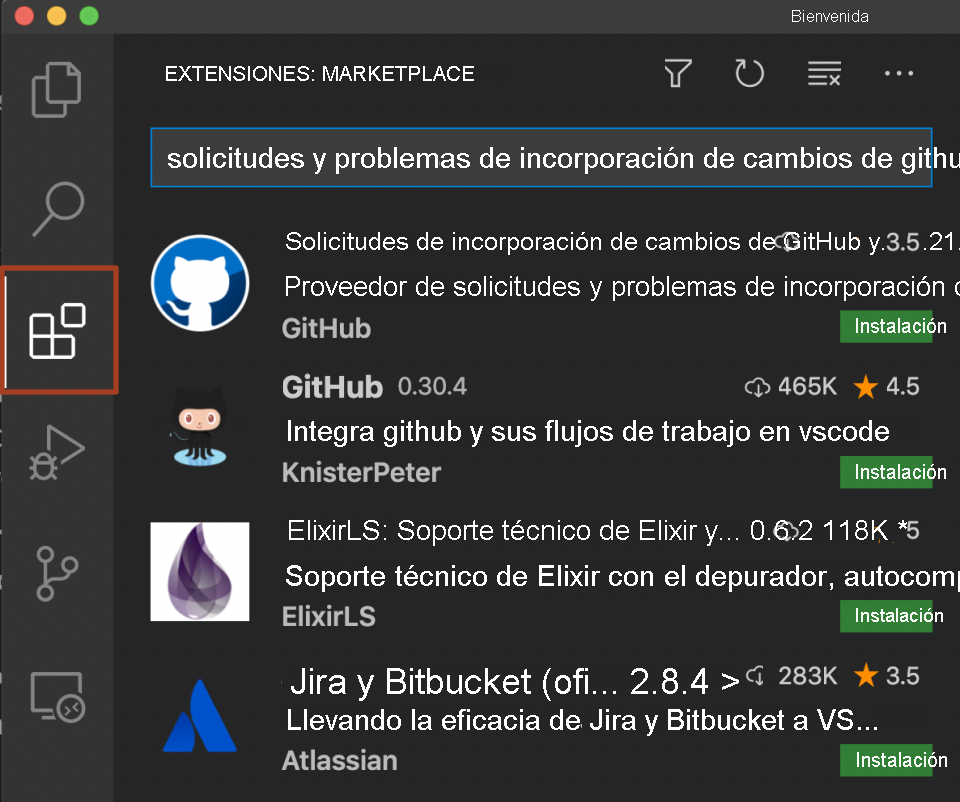 Bienvenida
EXTENSIONES: MARKETPLACE
solicitudes y problemas de incorporación de cambios de githu
Solicitudes de incorporación de cambios de GitHub y. 3.5 .21.
Proveedor de solicitudes y problemas de incorporación
GitHub
Instalación
GitHub 0.30.4 465K 4.5
Integra github y sus flujos de trabajo en vscode
KnisterPeter
Instalación
ElixirLS: Soporte técnico de Elixir y... 0.6.2 118K *5
Soporte técnico de Elixir con el depurador, autocomp
ElixirLS
Instalación
Jira y Bitbucket (ofi... 2.8.4 > 283K 3.5
Llevando la eficacia de Jira y Bitbucket a VS...
Atlassian
Instalación